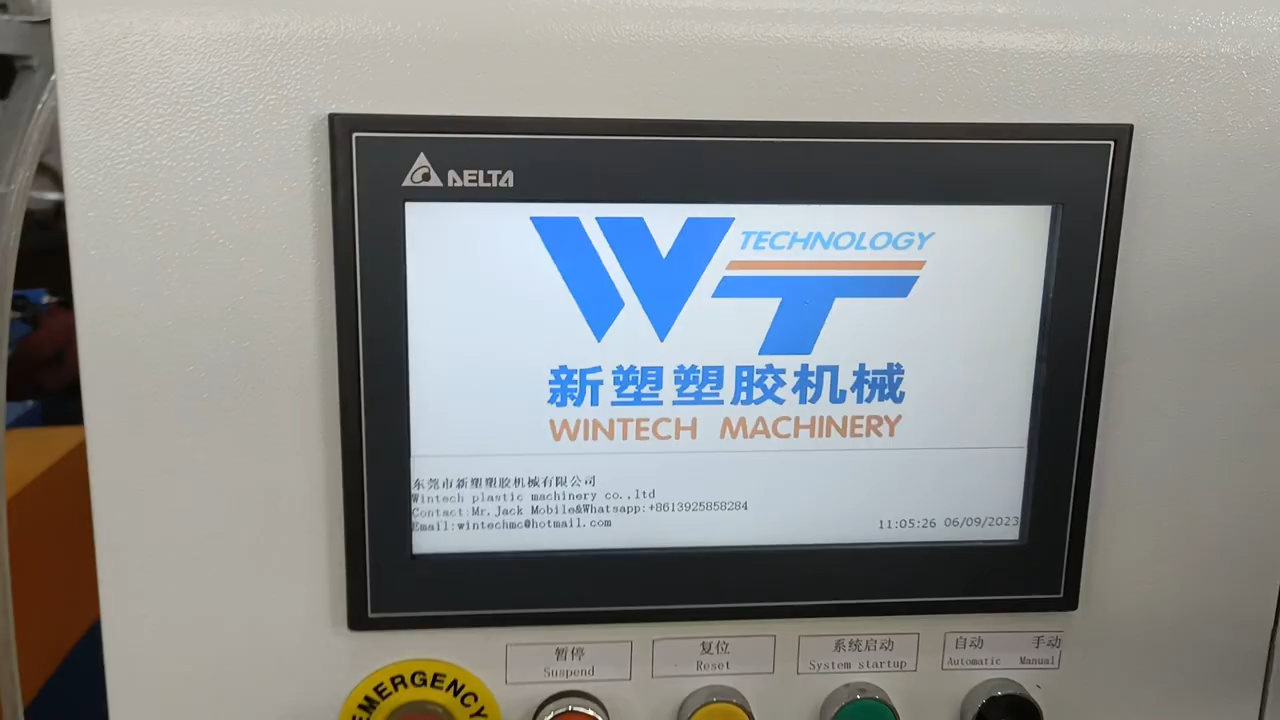 DELTA
TECHNOLOGY
WT
新塑塑胶机械
WINTECH MACHINERY
东莞市新塑塑胶机械有限公司
Wintech plastic machinery co.,ltd
Contact:Mr.Jack Mobile&Whatsapp:+8613925858284
Email:wintechmc@hotmail.com
11:05:26 06/09/2023
暂停
Suspend
复位
Reset
系统启动
System startup
自动 手动
Automatic Manual
EMERGENCY